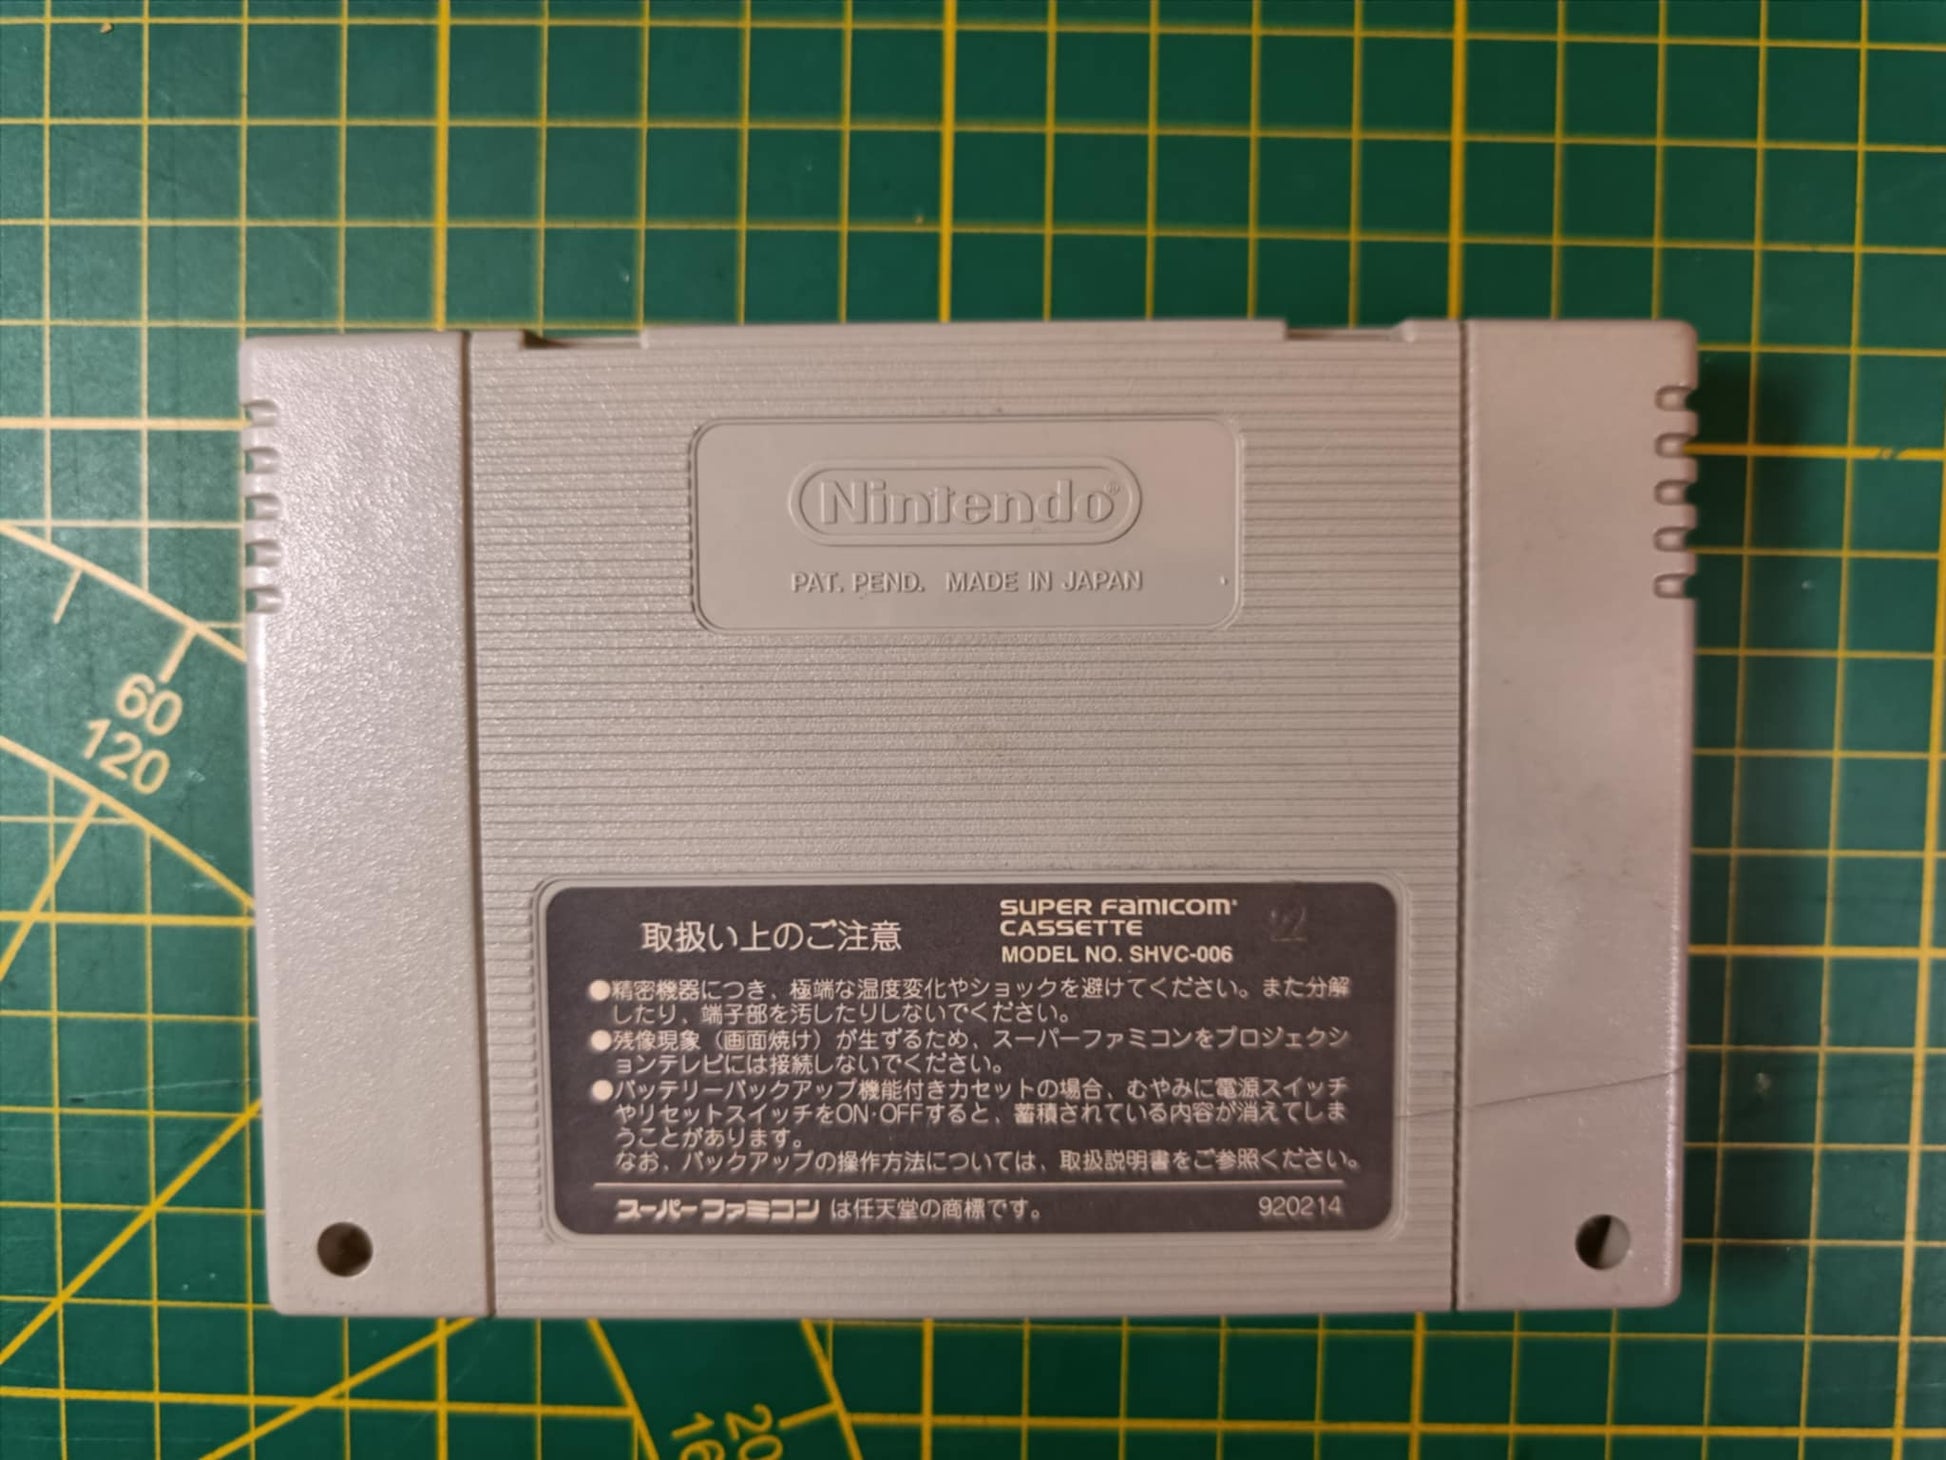 Nintendo®
PAT. PEND. MADE IN JAPAN
取扱い上のご注意
SUPER FAMICOM
CASSETTE
MODEL NO. SHVC-006
22
●精密機器につき、極端な温度変化やショックを避けてください。また分解
したり、端子部を汚したりしないでください。
●残像現象（画面焼け）が生ずるため、スーパーファミコンをプロジェクシ
ョンテレビには接続しないでください。
●バッテリーバックアップ機能付きカセットの場合、むやみに電源スイッチ
やリセットスイッチをON·OFFすると、蓄積されている内容が消えてしま
うことがあります。
なお、バックアップの操作方法については、取扱説明書をご参照ください。
スーパーファミコンは任天堂の商標です。
920214
60
120
20